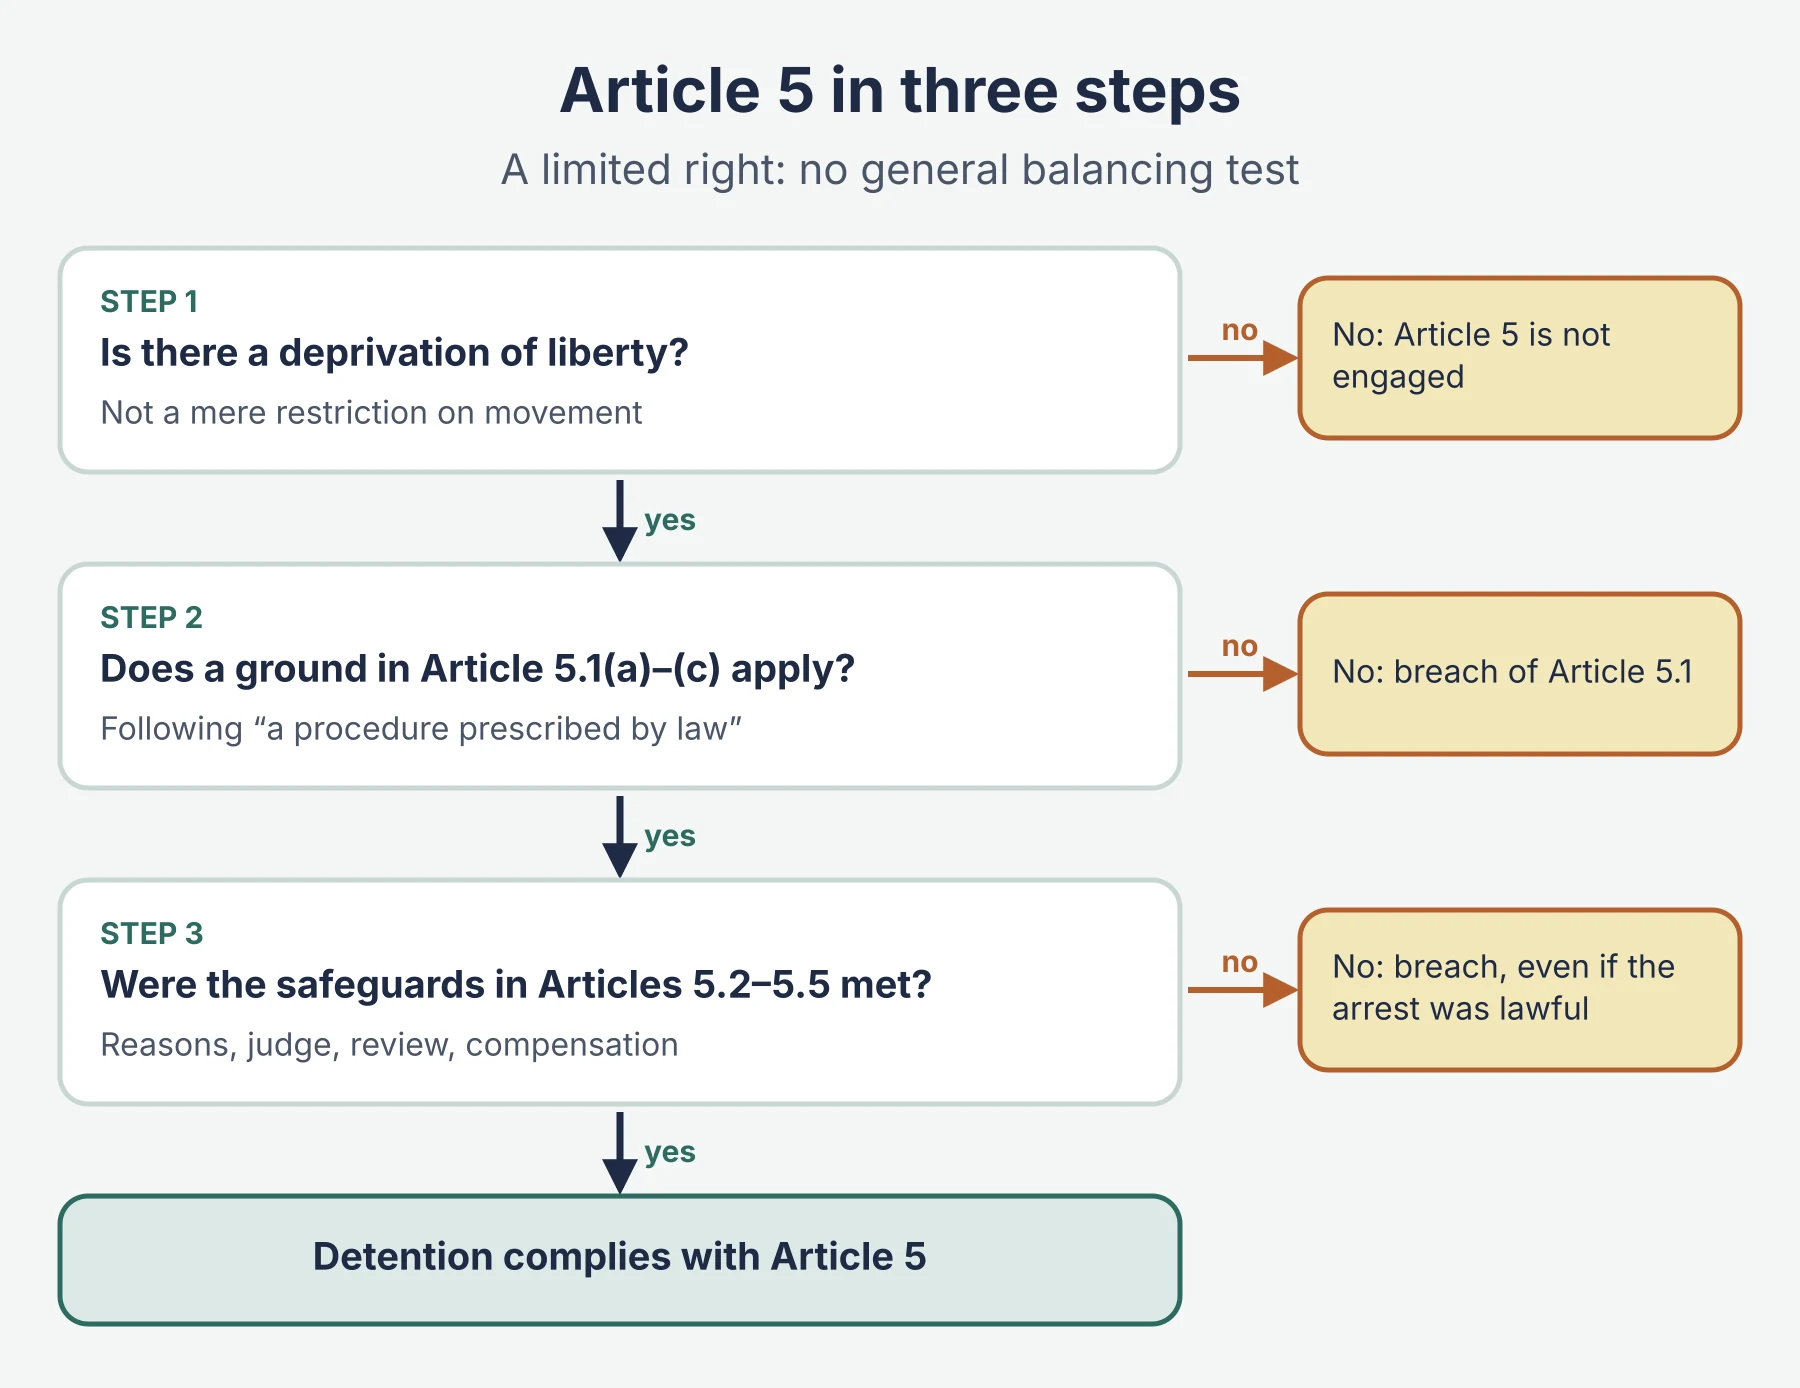 Article 5 in three steps
A limited right: no general balancing test
STEP 1
Is there a deprivation of liberty?
Not a mere restriction on movement
no
No: Article 5 is not
engaged
yes
STEP 2
Does a ground in Article 5.1(a)–(c) apply?
Following “a procedure prescribed by law”
no
No: breach of Article 5.1
yes
STEP 3
Were the safeguards in Articles 5.2–5.5 met?
Reasons, judge, review, compensation
no
No: breach, even if the
arrest was lawful
yes
Detention complies with Article 5